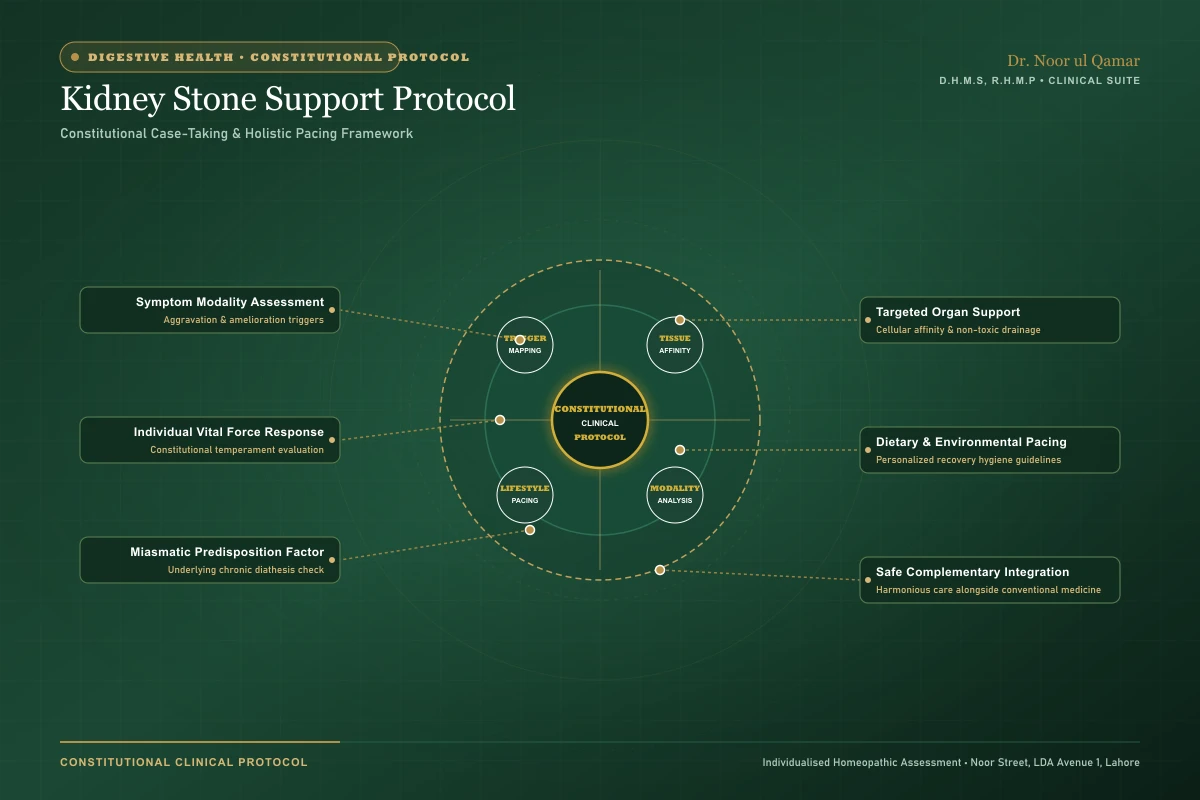 DIGESTIVE HEALTH • CONSTITUTIONAL PROTOCOL
Kidney Stone Support Protocol
Constitutional Case-Taking & Holistic Pacing Framework
Dr. Noor ul Qamar
D.H.M.S, R.H.M.P • CLINICAL SUITE
Symptom Modality Assessment
Aggravation & amelioration triggers
Individual Vital Force Response
Constitutional temperament evaluation
Miasmatic Predisposition Factor
Underlying chronic diathesis check
MAPPING
TISSUE
AFFINITY
CONSTITUTIONAL
CLINICAL
PROTOCOL
LIFESTYLE
PACING
MODALITY
ANALYSIS
Targeted Organ Support
Cellular affinity & non-toxic drainage
Dietary & Environmental Pacing
Personalized recovery hygiene guidelines
Safe Complementary Integration
Harmonious care alongside conventional medicine
CONSTITUTIONAL CLINICAL PROTOCOL
Individualised Homeopathic Assessment • Noor Street, LDA Avenue 1, Lahore